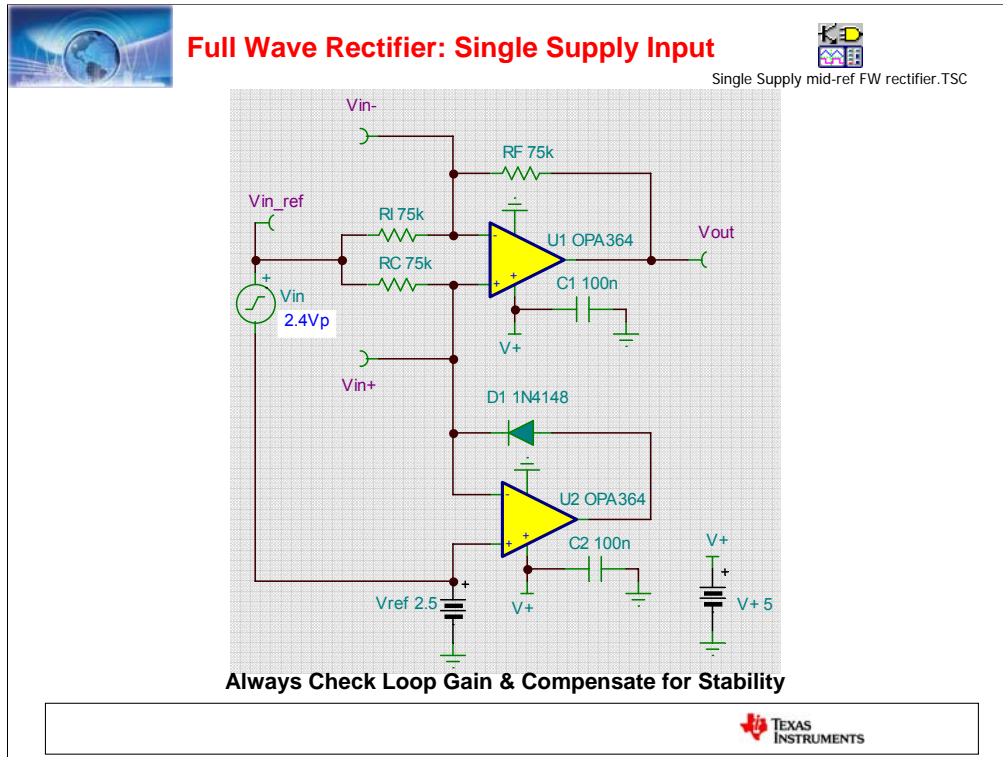 Full Wave Rectifier: Single Supply Input
Single Supply mid-ref FW rectifier.TSC
Vin-
RF 75k
Vin_ref
RI 75k
U1 OPA364
Vout
RC 75k
C1 100n
+
Vin
2.4Vp
-
+
+
V+
Vin+
D1 1N4148
U2 OPA364
-
+
+
C2 100n
V+
+
Vref 2.5
+
V+
V+ 5
Always Check Loop Gain & Compensate for Stability
TEXAS
INSTRUMENTS